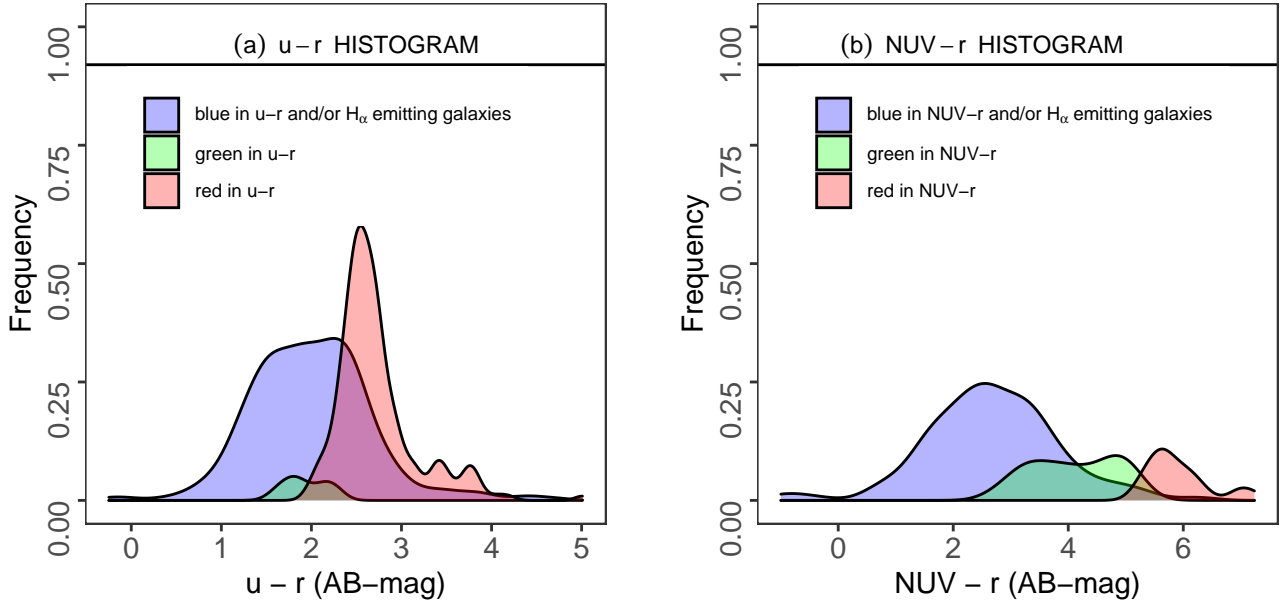 (a) u − r HISTOGRAM
blue in u−r and/or Hα emitting galaxies
green in u−r
red in u−r
Frequency
1.00
0.75
0.50
0.25
0.00
0 1 2 3 4 5
u − r (AB−mag)
(b) NUV − r HISTOGRAM
blue in NUV−r and/or Hα emitting galaxies
green in NUV−r
red in NUV−r
Frequency
1.00
0.75
0.50
0.25
0.00
0 2 4 6
NUV − r (AB−mag)